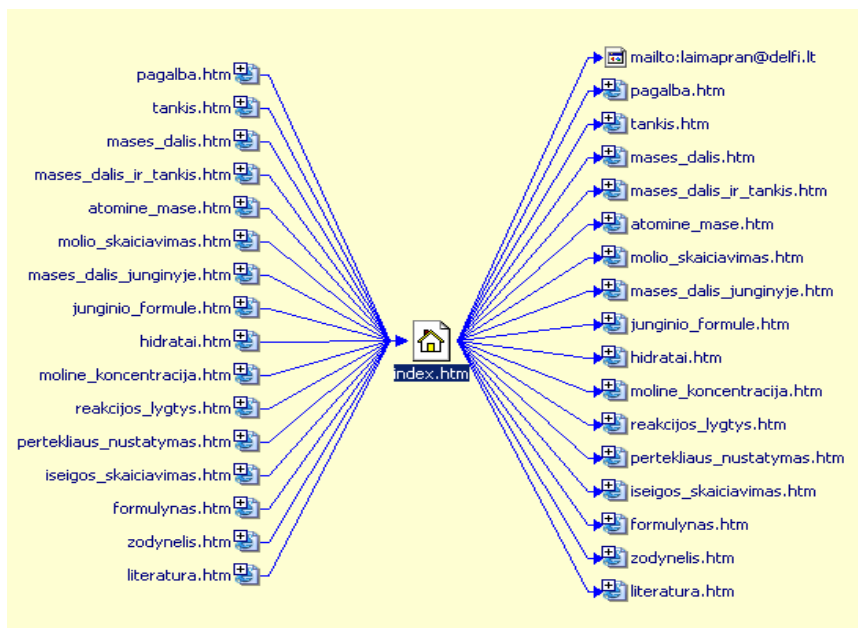 pagalba.htm
tankis.htm
mases_dalis.htm
mases_dalis_ir_tankis.htm
atomine_mase.htm
molio_skaiciavimas.htm
mases_dalis_junginyje.htm
junginio_formule.htm
hidratai.htm
moline_koncentracija.htm
reakcijos_lygtys.htm
pertekliaus_nustatymas.htm
iseigos_skaiciavimas.htm
formulynas.htm
zodynelis.htm
literatura.htm
index.htm
mailto:laimapran@delfi.lt
pagalba.htm
tankis.htm
mases_dalis.htm
mases_dalis_ir_tankis.htm
atomine_mase.htm
molio_skaiciavimas.htm
mases_dalis_junginyje.htm
junginio_formule.htm
hidratai.htm
moline_koncentracija.htm
reakcijos_lygtys.htm
pertekliaus_nustatymas.htm
iseigos_skaiciavimas.htm
formulynas.htm
zodynelis.htm
literatura.htm